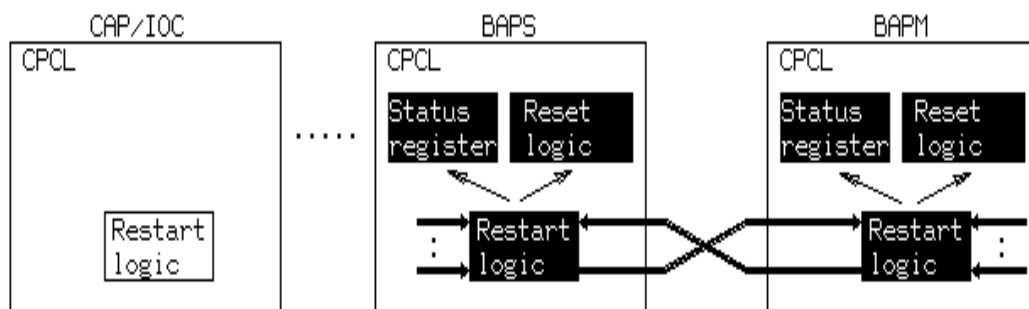 CAP/IOC
CPCL
Restart
logic
.....
BAPS
CPCL
Status
register
Reset
logic
Restart
logic
:
BAPM
CPCL
Status
register
Reset
logic
Restart
logic
: